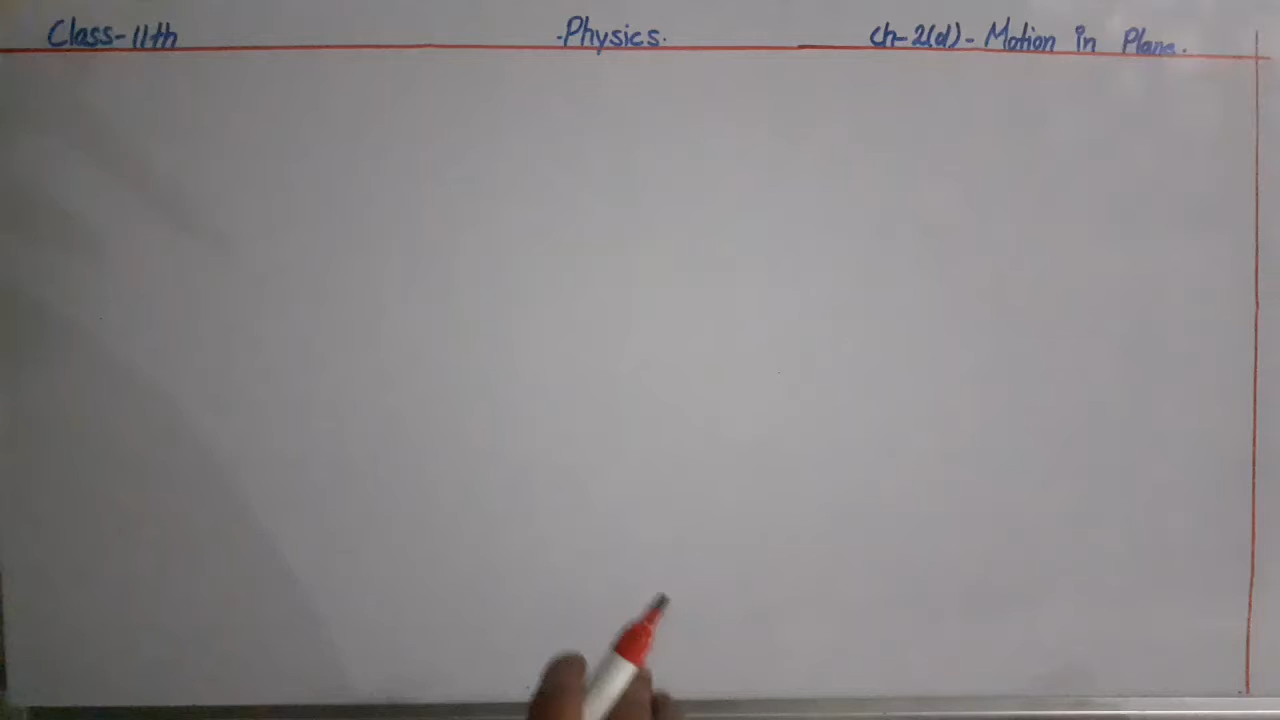 Class-11th .Physics. Ch-2(d)- Motion in Plane.